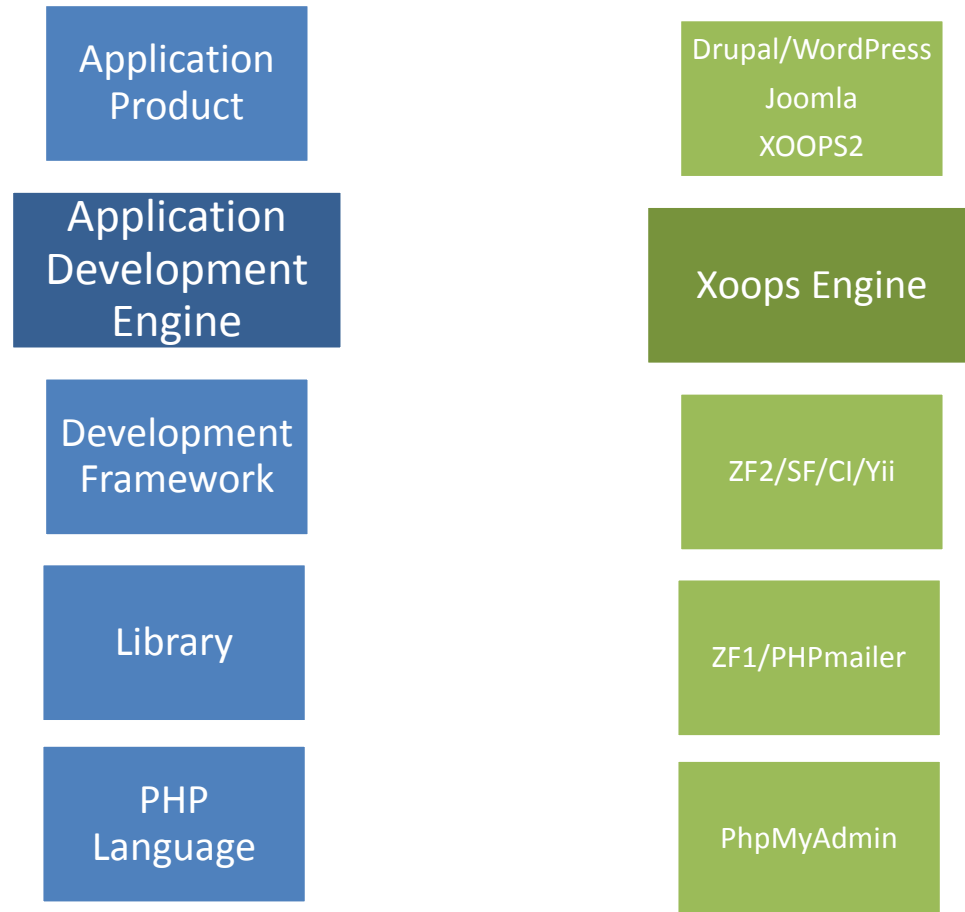 Application
Product
Drupal/WordPress
Joomla
XOOPS2
Application
Development
Engine
Xoops Engine
Development
Framework
ZF2/SF/CI/Yii
Library
ZF1/PHPmailer
PHP
Language
PhpMyAdmin